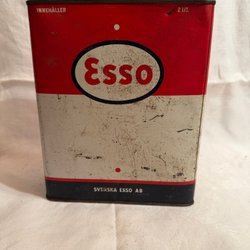 INNEHÅLLER 2 LIT.
Esso
SVENSKA ESSO AB